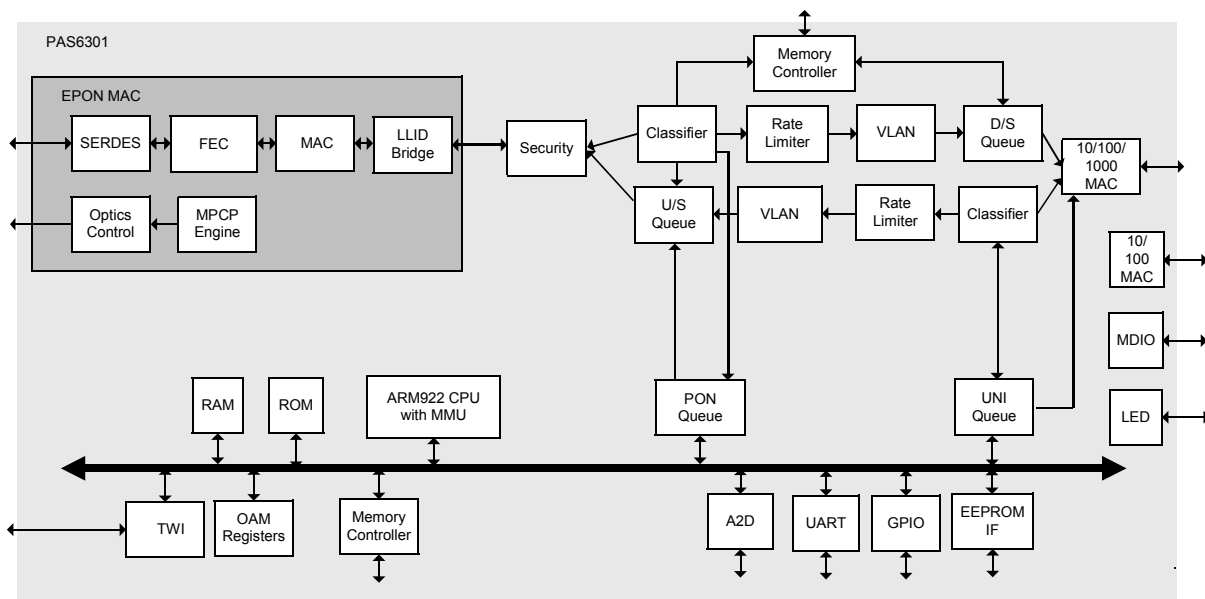 PAS6301
Memory
Controller
EPON MAC
SERDES
FEC
MAC
LLID
Bridge
Security
Classifier
Rate
Limiter
VLAN
D/S
Queue
10/100/
1000
MAC
Optics
Control
MPCP
Engine
U/S
Queue
VLAN
Rate
Limiter
Classifier
10/
100
MAC
MDIO
RAM
ROM
ARM922 CPU
with MMU
PON
Queue
UNI
Queue
LED
TWI
OAM
Registers
Memory
Controller
A2D
UART
GPIO
EEPROM
IF